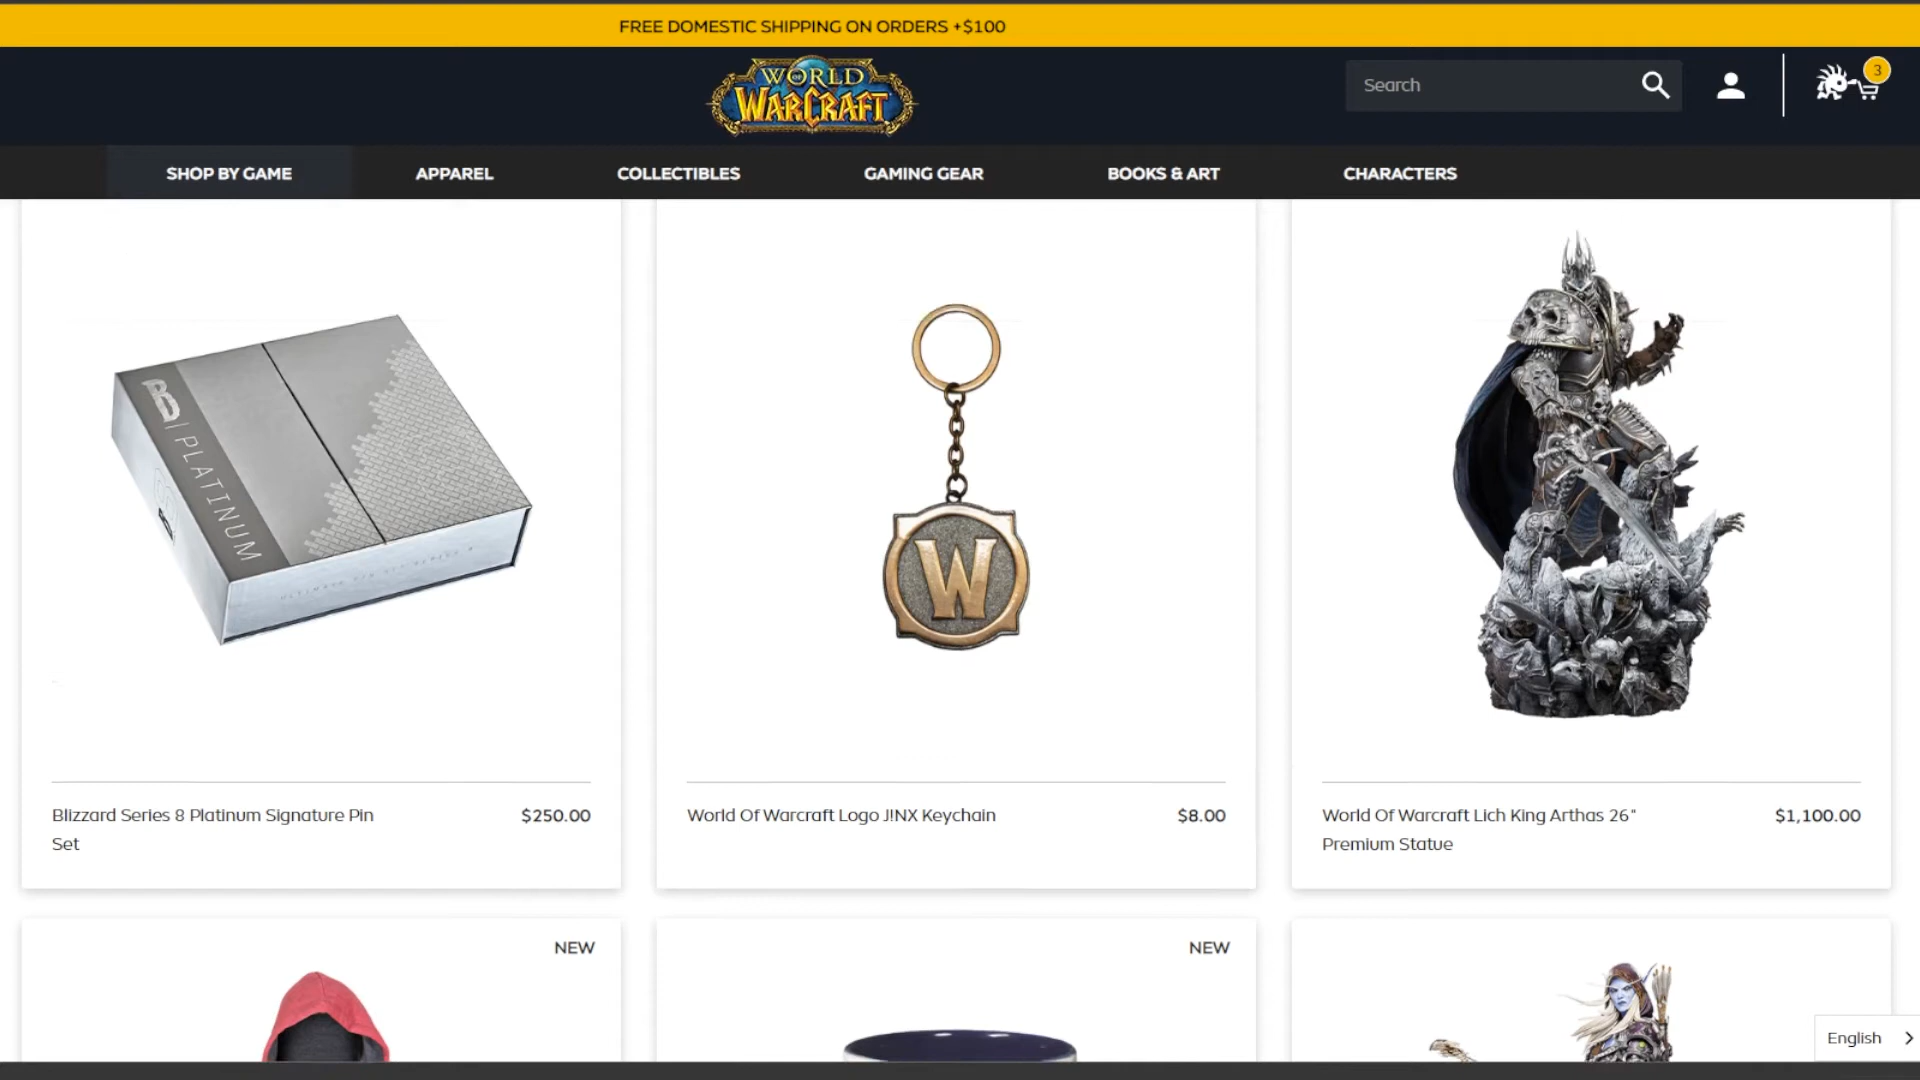 FREE DOMESTIC SHIPPING ON ORDERS +$100
WORLD OF
WARCRAFT
Search
3
SHOP BY GAME
APPAREL
COLLECTIBLES
GAMING GEAR
BOOKS & ART
CHARACTERS
PLATINUM
W
Blizzard Series 8 Platinum Signature Pin
Set
$250.00
World Of Warcraft Logo J!NX Keychain
$8.00
World Of Warcraft Lich King Arthas 26"
Premium Statue
$1,100.00
NEW
NEW
English